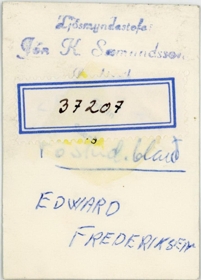 Ljósmyndastofa
Jón K. Sæmundsson
37207
EDWARD
FREDERIKSEN